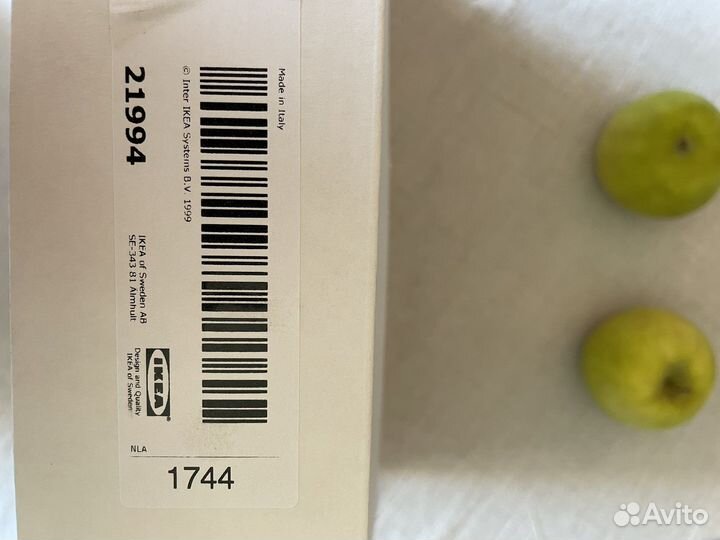 Made in Italy
© Inter IKEA Systems B.V. 1999
21994
IKEA of Sweden AB
SE-343 81 Älmhult
IKEA
Design and Quality
IKEA of Sweden
NLA
1744
Avito